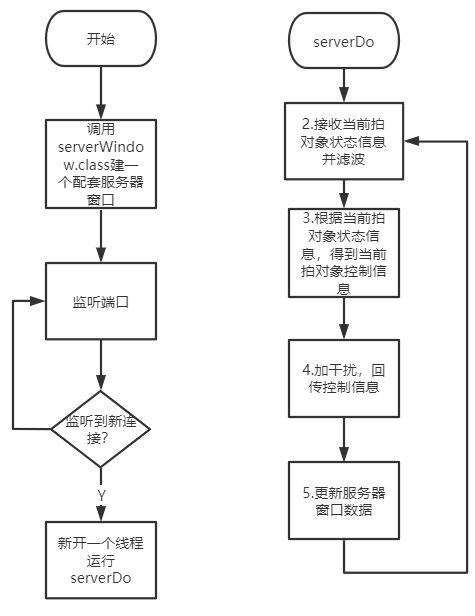 开始
调用
serverWindo
w.class建一
个配套服务器
窗口
监听端口
监听到新连
接?
Y
新开一个线程
运行
serverDo
serverDo
2.接收当前拍
对象状态信息
并滤波
3.根据当前拍
对象状态信
息，得到当前
拍对象控制信
息
4.加干扰，回
传控制信息
5.更新服务器
窗口数据